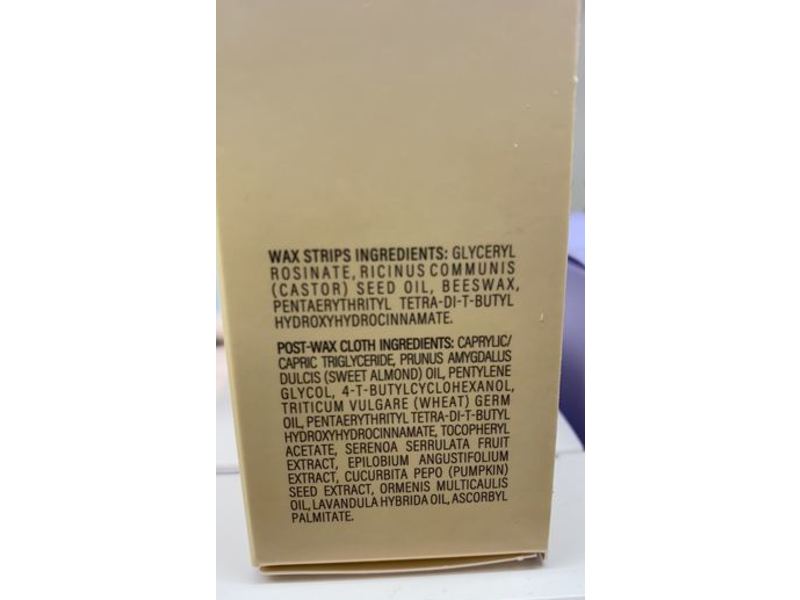 WAX STRIPS INGREDIENTS: GLYCERYL
ROSINATE, RICINUS COMMUNIS
(CASTOR) SEED OIL, BEESWAX,
PENTAERYTHRITYL TETRA-DI-T-BUTYL
HYDROXYHYDROCINNAMATE.
POST-WAX CLOTH INGREDIENTS: CAPRYLIC/
CAPRIC TRIGLYCERIDE, PRUNUS AMYGDALUS
DULCIS (SWEET ALMOND) OIL, PENTYLENE
GLYCOL, 4-T-BUTYLCYCLOHEXANOL,
TRITICUM VULGARE (WHEAT) GERM
OIL, PENTAERYTHRITYL TETRA-DI-T-BUTYL
HYDROXYHYDROCINNAMATE, TOCOPHERYL
ACETATE, SERENOA SERRULATA FRUIT
EXTRACT, EPILOBIUM ANGUSTIFOLIUM
EXTRACT, CUCURBITA PEPO (PUMPKIN)
SEED EXTRACT, ORMENIS MULTICAULIS
OIL, LAVANDULA HYBRIDA OIL, ASCORBYL
PALMITATE.